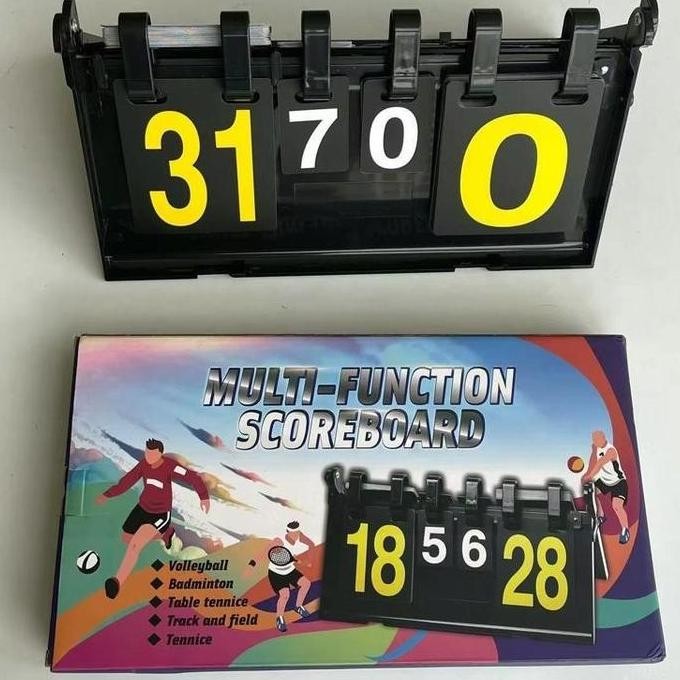 31 7 0 0
MULTI-FUNCTION
SCOREBOARD
18 5 6 28
Volleyball
Badminton
Table tennice
Track and field
Tennice